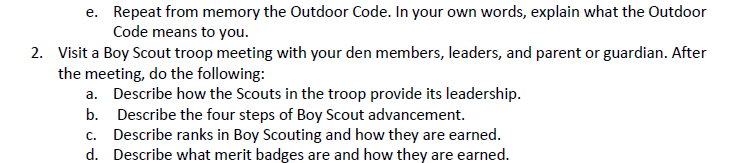 e. Repeat from memory the Outdoor Code. In your own words, explain what the Outdoor
Code means to you.
2. Visit a Boy Scout troop meeting with your den members, leaders, and parent or guardian. After
the meeting, do the following:
a. Describe how the Scouts in the troop provide its leadership.
b. Describe the four steps of Boy Scout advancement.
c. Describe ranks in Boy Scouting and how they are earned.
d. Describe what merit badges are and how they are earned.